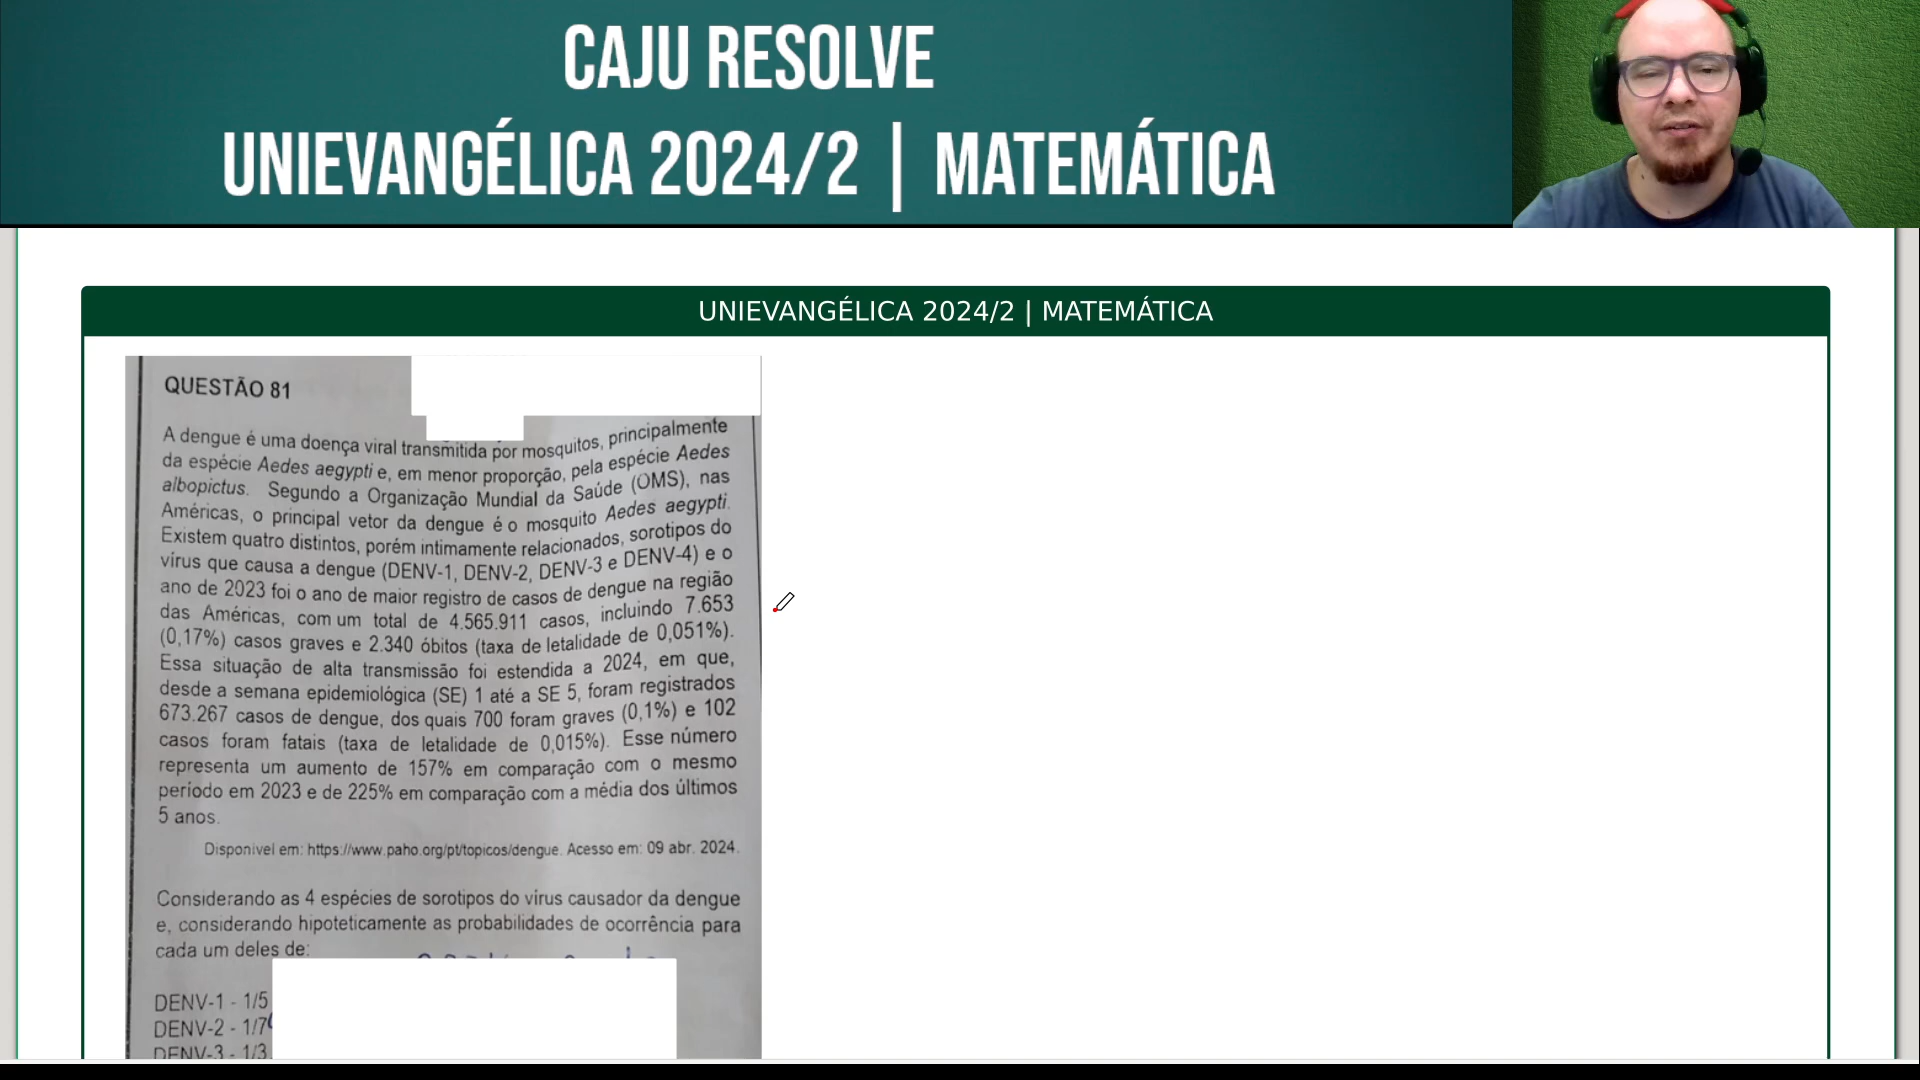 CAJU RESOLVE
UNIEVANGÉLICA 2024/2 | MATEMÁTICA
UNIEVANGÉLICA 2024/2 | MATEMÁTICA
QUESTÃO 81
A dengue é uma doença viral transmitida por mosquitos, principalmente
da espécie Aedes aegypti e, em menor proporção, pela espécie Aedes
albopictus. Segundo a Organização Mundial da Saúde (OMS), nas
Américas, o principal vetor da dengue é o mosquito Aedes aegypti.
Existem quatro distintos, porém intimamente relacionados, sorotipos do
vírus que causa a dengue (DENV-1, DENV-2, DENV-3 e DENV-4) e o
ano de 2023 foi o ano de maior registro de casos de dengue na região
das Américas, com um total de 4.565.911 casos, incluindo 7.653
(0,17%) casos graves e 2.340 óbitos (taxa de letalidade de 0,051%).
Essa situação de alta transmissão foi estendida a 2024, em que,
desde a semana epidemiológica (SE) 1 até a SE 5, foram registrados
673.267 casos de dengue, dos quais 700 foram graves (0,1%) e 102
casos foram fatais (taxa de letalidade de 0,015%). Esse número
representa um aumento de 157% em comparação com o mesmo
período em 2023 e de 225% em comparação com a média dos últimos
5 anos.
Disponível em: https://www.paho.org/pt/topicos/dengue. Acesso em: 09 abr. 2024.
Considerando as 4 espécies de sorotipos do vírus causador da dengue
e, considerando hipoteticamente as probabilidades de ocorrência para
cada um deles de:
DENV-1 - 1/5
DENV-2 - 1/7
DENV-3 - 1/3